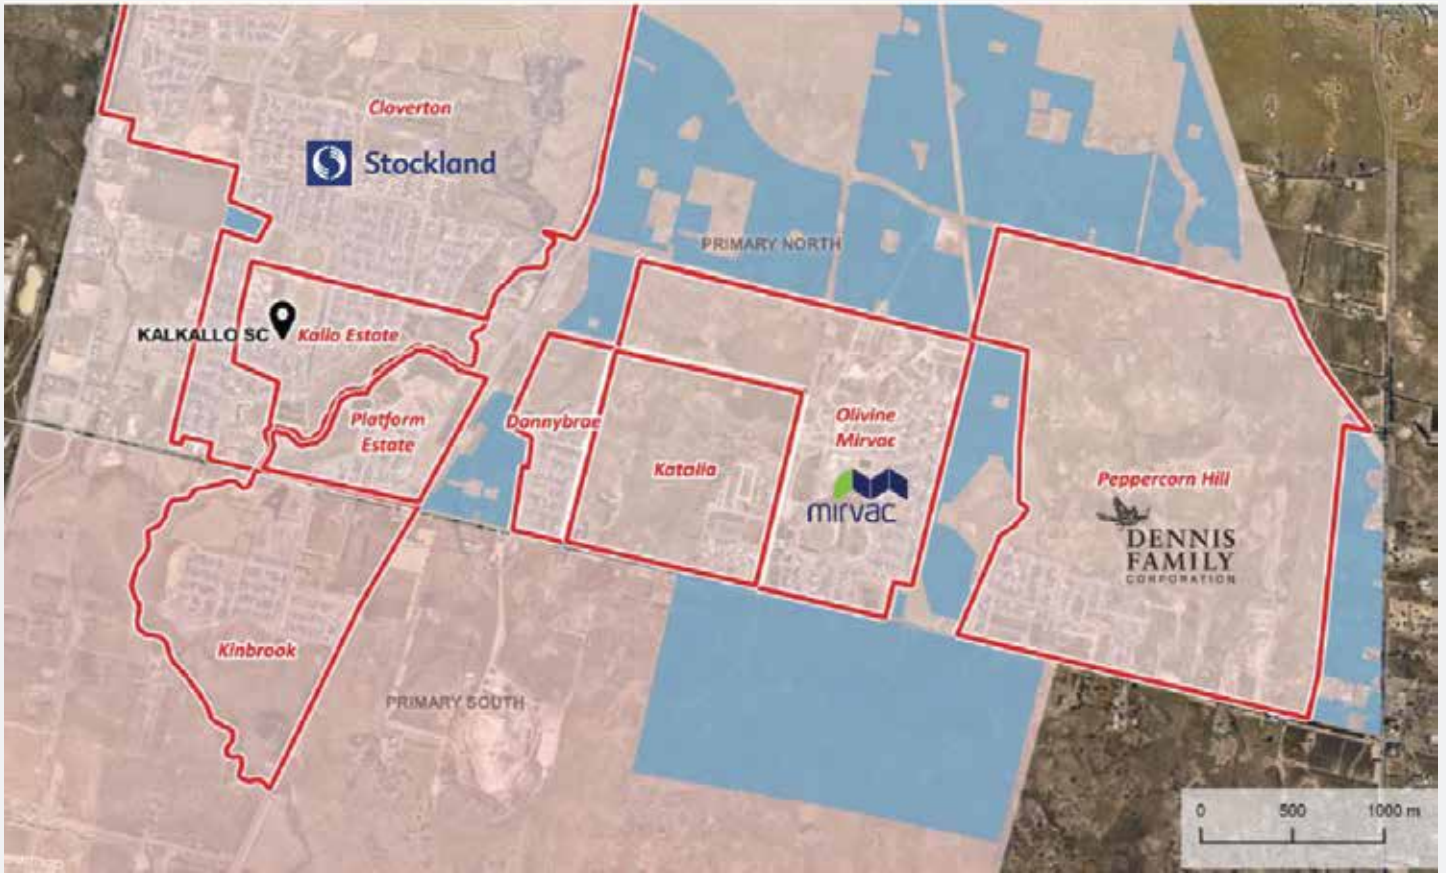 Cloverton
Stockland
PRIMARY NORTH
KALKALLO SC
Kallo Estate
Platform
Estate
Donnybrae
Katalia
Olivine
Mirvac
mirvac
Peppercorn Hill
DENNIS
FAMILY
CORPORATION
Kinbrook
PRIMARY SOUTH
0 500 1000 m